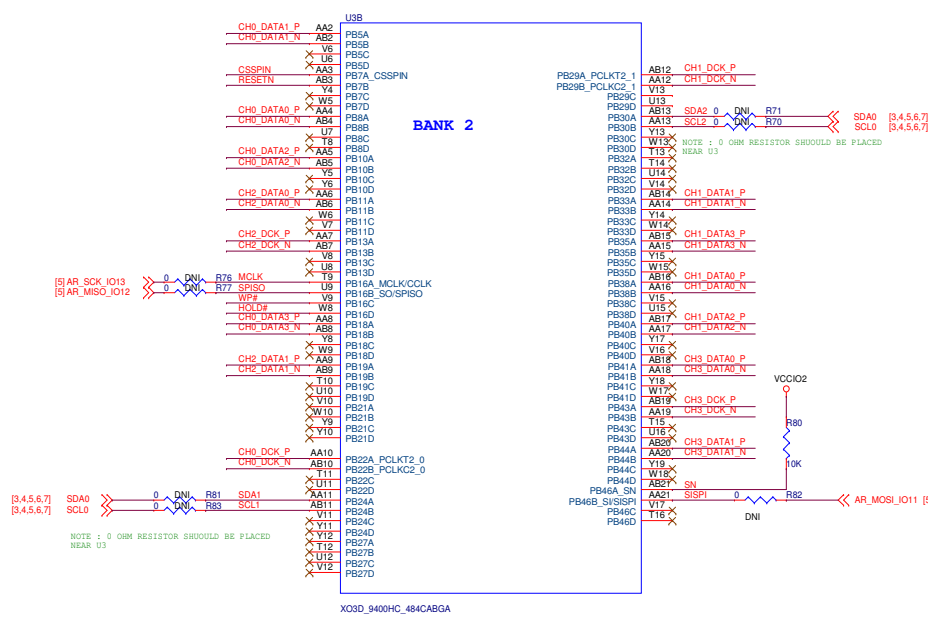 U3B
BANK 2
CH0_DATA1_P AA2 PB5A
CH0_DATA1_N AB2 PB5B
V6 PB5C
U6 PB5D
CSSPIN AA3 PB7A_CSSPIN
RESETN AB3 PB7B
Y4 PB7C
W5 PB7D
CH0_DATA0_P AA4 PB8A
CH0_DATA0_N AB4 PB8B
U7 PB8C
T8 PB8D
CH0_DATA2_P AA5 PB10A
CH0_DATA2_N AB5 PB10B
Y5 PB10C
Y6 PB10D
CH2_DATA0_P AA6 PB11A
CH2_DATA0_N AB6 PB11B
W6 PB11C
V7 PB11D
CH2_DCK_P AA7 PB13A
CH2_DCK_N AB7 PB13B
V8 PB13C
U8 PB13D
[5] AR_SCK_IO13 0 DNI R76 MCLK T9 PB16A_MCLK/CCLK
[5] AR_MISO_IO12 0 DNI R77 SPISO U9 PB16B_SO/SPISO
WP# V9 PB16C
HOLD# W8 PB16D
CH0_DATA3_P AA8 PB18A
CH0_DATA3_N AB8 PB18B
Y8 PB18C
W9 PB18D
CH2_DATA1_P AA9 PB19A
CH2_DATA1_N AB9 PB19B
T10 PB19C
U10 PB19D
V10 PB21A
W10 PB21B
Y9 PB21C
Y10 PB21D
CH0_DCK_P AA10 PB22A_PCLKT2_0
CH0_DCK_N AB10 PB22B_PCLKC2_0
T11 PB22C
U11 PB22D
[3,4,5,6,7] SDA0 0 DNI R81 SDA1 AA11 PB24A
[3,4,5,6,7] SCL0 0 DNI R83 SCL1 AB11 PB24B
V11 PB24C
Y11 PB24D
Y12 PB27A
T12 PB27B
U12 PB27C
V12 PB27D
NOTE : 0 OHM RESISTOR SHUOULD BE PLACED
NEAR U3
PB29A_PCLKT2_1 AB12 CH1_DCK_P
PB29B_PCLKC2_1 AA12 CH1_DCK_N
PB29C V13
PB29D U13
PB30A AB13 SDA2 0 DNI R71 SDA0 [3,4,5,6,7]
PB30B AA13 SCL2 0 DNI R70 SCL0 [3,4,5,6,7]
PB30C Y13
PB30D W13
NOTE : 0 OHM RESISTOR SHUOULD BE PLACED
NEAR U3
PB32A T13
PB32B T14
PB32C U14
PB32D V14
PB33A AB14 CH1_DATA1_P
PB33B AA14 CH1_DATA1_N
PB33C Y14
PB33D W14
PB35A AB15 CH1_DATA3_P
PB35B AA15 CH1_DATA3_N
PB35C Y15
PB35D W15
PB38A AB16 CH1_DATA0_P
PB38B AA16 CH1_DATA0_N
PB38C V15
PB38D U15
PB40A AB17 CH1_DATA2_P
PB40B AA17 CH1_DATA2_N
PB40C Y17
PB40D V16
PB41A AB18 CH3_DATA0_P
PB41B AA18 CH3_DATA0_N
PB41C Y18
PB41D W17
PB43A AB19 CH3_DCK_P
PB43B AA19 CH3_DCK_N
PB43C T15
PB43D U16
PB44A AB20 CH3_DATA1_P
PB44B AA20 CH3_DATA1_N
PB44C Y19
PB44D W18
PB46A_SN AB21 SN
PB46B_SI/SISPI AA21 SISPI 0 R82 AR_MOSI_IO11 [5
PB46C V17
PB46D T16
DNI
VCCIO2
R80
10K
XO3D_9400HC_484CABGA